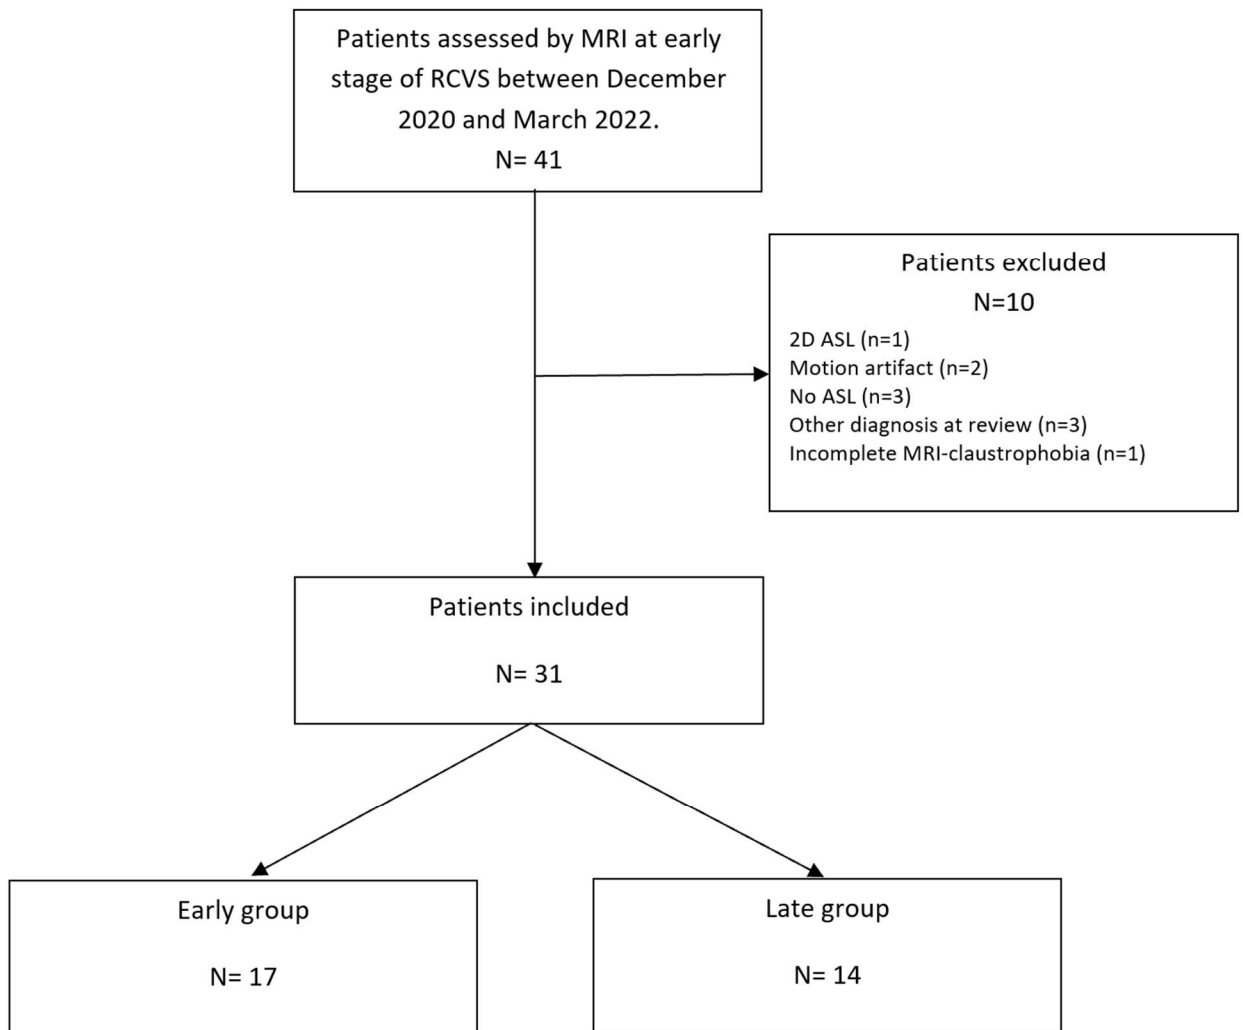 Patients assessed by MRI at early
stage of RCVS between December
2020 and March 2022.
N= 41
Patients excluded
N=10
2D ASL (n=1)
Motion artifact (n=2)
No ASL (n=3)
Other diagnosis at review (n=3)
Incomplete MRI-claustrophobia (n=1)
Patients included
N= 31
Early group
N= 17
Late group
N= 14